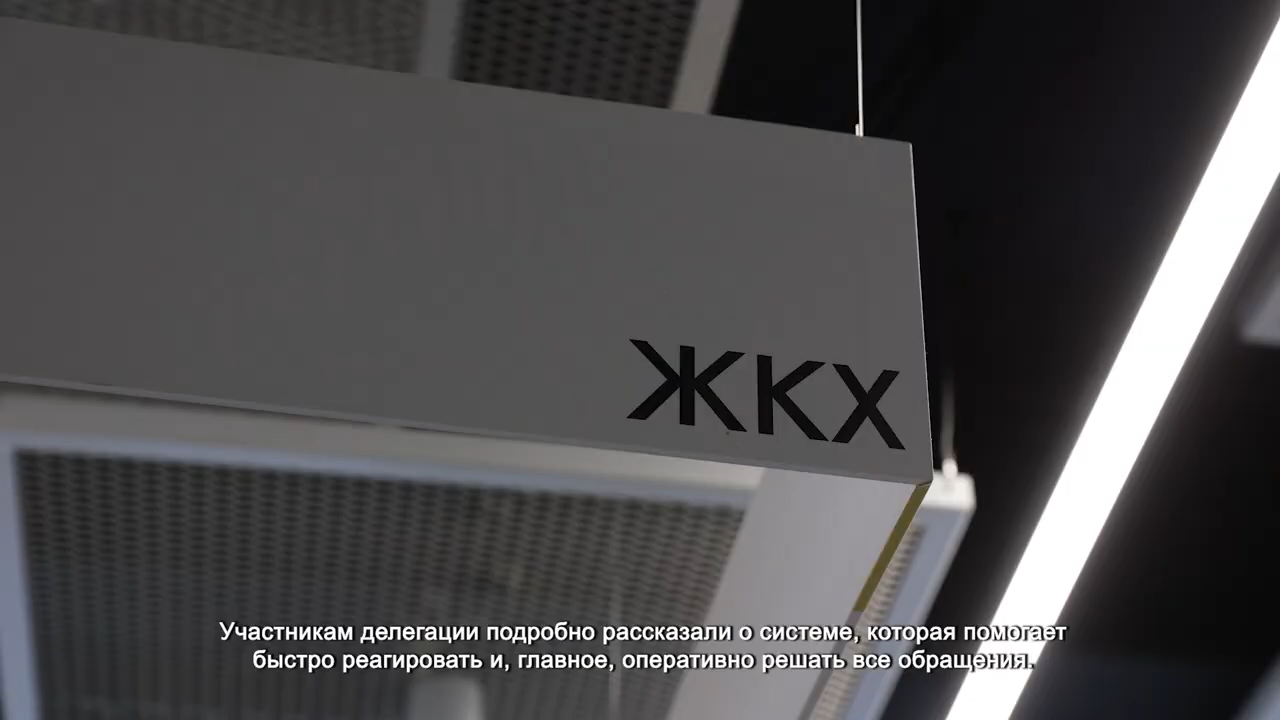 ЖКХ
Участникам делегации подробно рассказали о системе, которая помогает
быстро реагировать и, главное, оперативно решать все обращения.